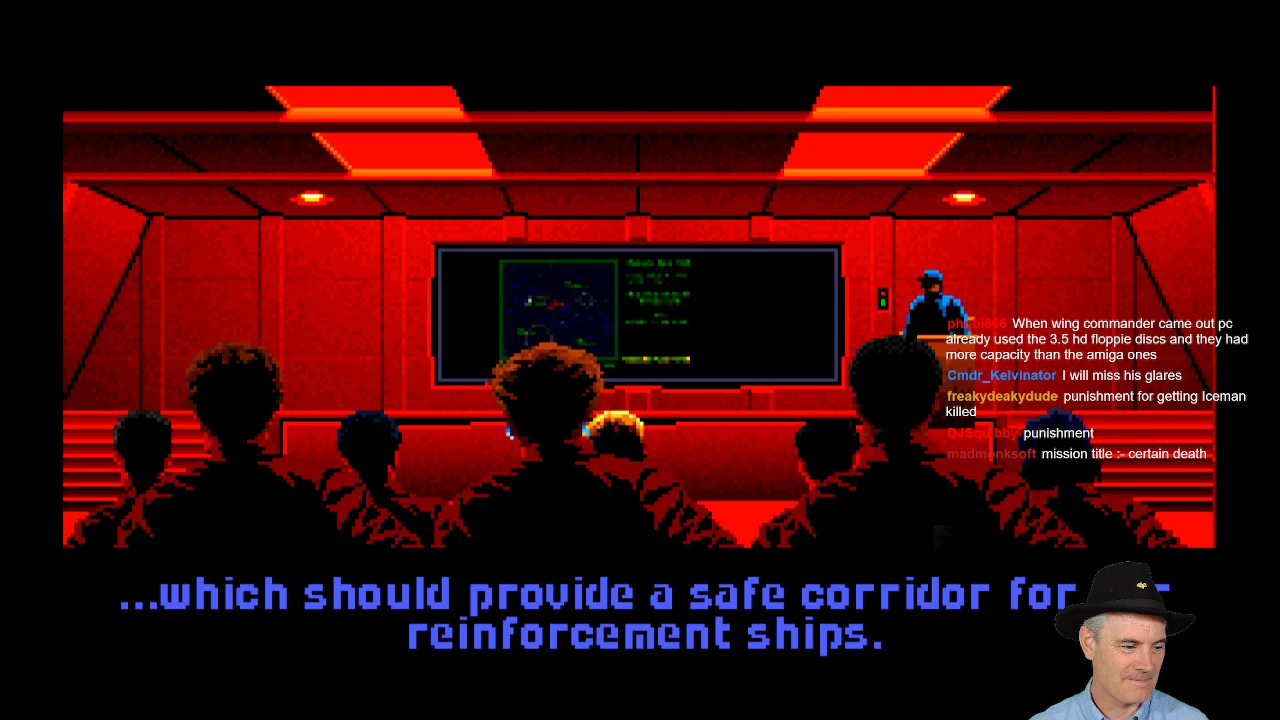 When wing commander came out pc
already used the 3.5 hd floppie discs and they had
more capacity than the amiga ones
Cmdr_Kelvinator I will miss his glares
freakydeakydude punishment for getting Iceman
killed
punishment
madmonksoft mission title :- certain death
...which should provide a safe corridor for
reinforcement ships.